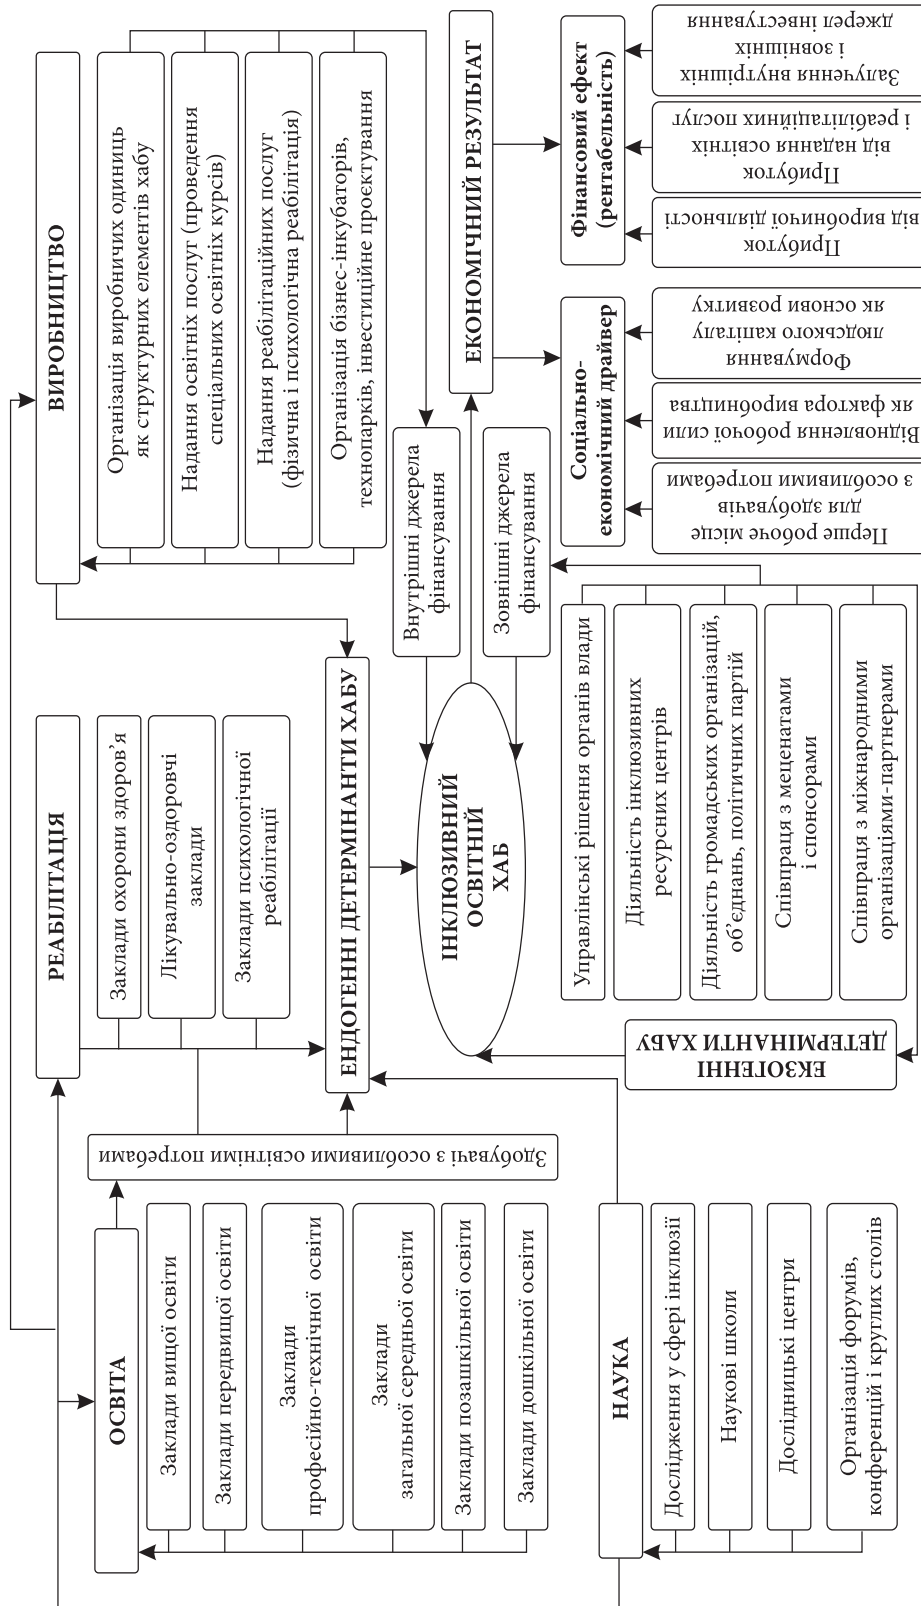 ОСВІТА
Заклади вищої освіти
Заклади передвищої освіти
Заклади
професійно-технічної освіти
Заклади
загальної середньої освіти
Заклади позашкільної освіти
Заклади дошкільної освіти
Здобувачі з особливими освітніми потребами
РЕАБІЛІТАЦІЯ
Заклади охорони здоров'я
Лікувально-оздоровчі
заклади
Заклади психологічної
реабілітації
ВИРОБНИЦТВО
Організація виробничих одиниць
як структурних елементів хабу
Надання освітніх послуг (проведення
спеціальних освітніх курсів)
Надання реабілітаційних послуг
(фізична і психологічна реабілітація)
Організація бізнес-інкубаторів,
технопарків, інвестиційне проєктування
ЕНДОГЕННІ ДЕТЕРМІНАНТИ ХАБУ
Внутрішні джерела
фінансування
ІНКЛЮЗИВНИЙ
ОСВІТНІЙ
ХАБ
Зовнішні джерела
фінансування
ЕКОНОМІЧНИЙ РЕЗУЛЬТАТ
Соціально-
економічний драйвер
Перше робоче місце
для здобувачів
з особливими потребами
Відновлення робочої сили
як фактора виробництва
Формування
людського капіталу
як основи розвитку
Фінансовий ефект
(рентабельність)
Прибуток
від виробничої діяльності
Прибуток
від надання освітніх
і реабілітаційних послуг
Залучення внутрішніх
і зовнішніх
джерел інвестування
НАУКА
Дослідження у сфері інклюзії
Наукові школи
Дослідницькі центри
Організація форумів,
конференцій і круглих столів
ЕКЗОГЕННІ
ДЕТЕРМІНАНТИ ХАБУ
Управлінські рішення органів влади
Діяльність інклюзивних
ресурсних центрів
Діяльність громадських організацій,
об'єднань, політичних партій
Співпраця з меценатами
і спонсорами
Співпраця з міжнародними
організаціями-партнерами